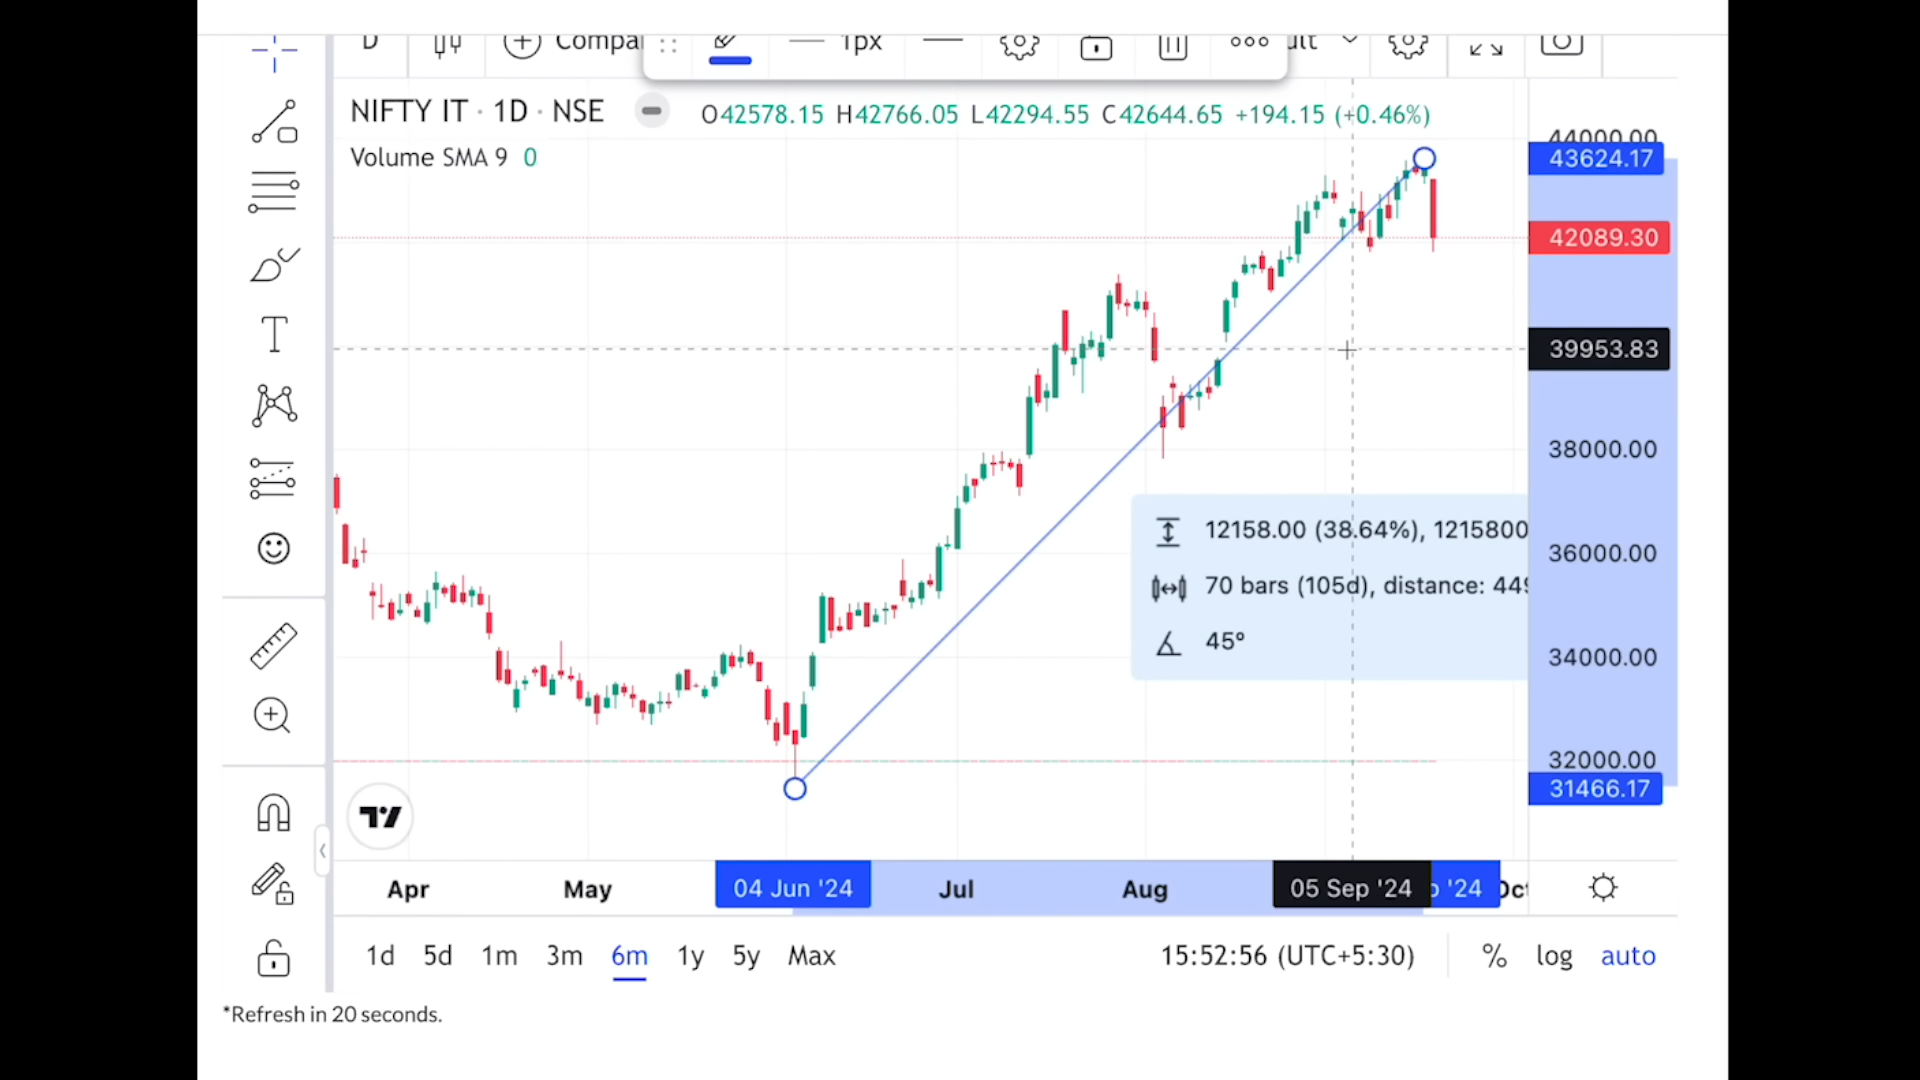 D Compa 1px ult
NIFTY IT · 1D · NSE O42578.15 H42766.05 L42294.55 C42644.65 +194.15 (+0.46%)
Volume SMA 9 0
44000.00
43624.17
42089.30
39953.83
38000.00
12158.00 (38.64%), 1215800
36000.00
70 bars (105d), distance: 449
45°
34000.00
32000.00
31466.17
Apr May 04 Jun '24 Jul Aug 05 Sep '24 '24 Oct
1d 5d 1m 3m 6m 1y 5y Max 15:52:56 (UTC+5:30) % log auto
*Refresh in 20 seconds.